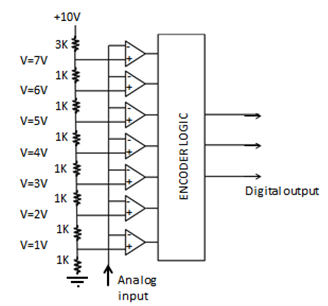 +10V
3K
V=7V
1K
V=6V
1K
V=5V
1K
V=4V
1K
V=3V
1K
V=2V
1K
V=1V
1K
- +
- +
- +
- +
- +
- +
- +
ENCODER LOGIC
Digital output
Analog
input